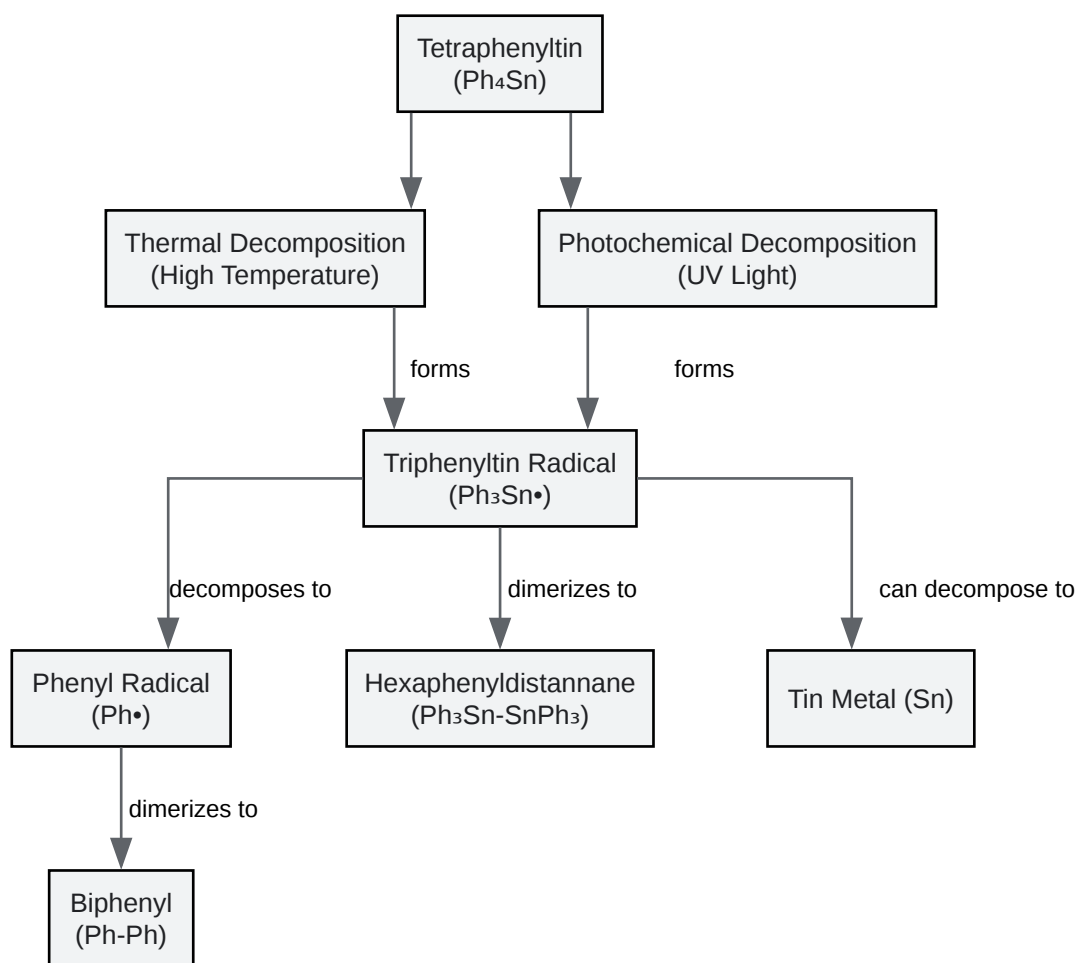 Tetraphenyltin
(Ph₄Sn)
Thermal Decomposition
(High Temperature)
Photochemical Decomposition
(UV Light)
forms
forms
Triphenyltin Radical
(Ph₃Sn•)
decomposes to
dimerizes to
can decompose to
Phenyl Radical
(Ph•)
Hexaphenyldistannane
(Ph₃Sn-SnPh₃)
Tin Metal (Sn)
dimerizes to
Biphenyl
(Ph-Ph)